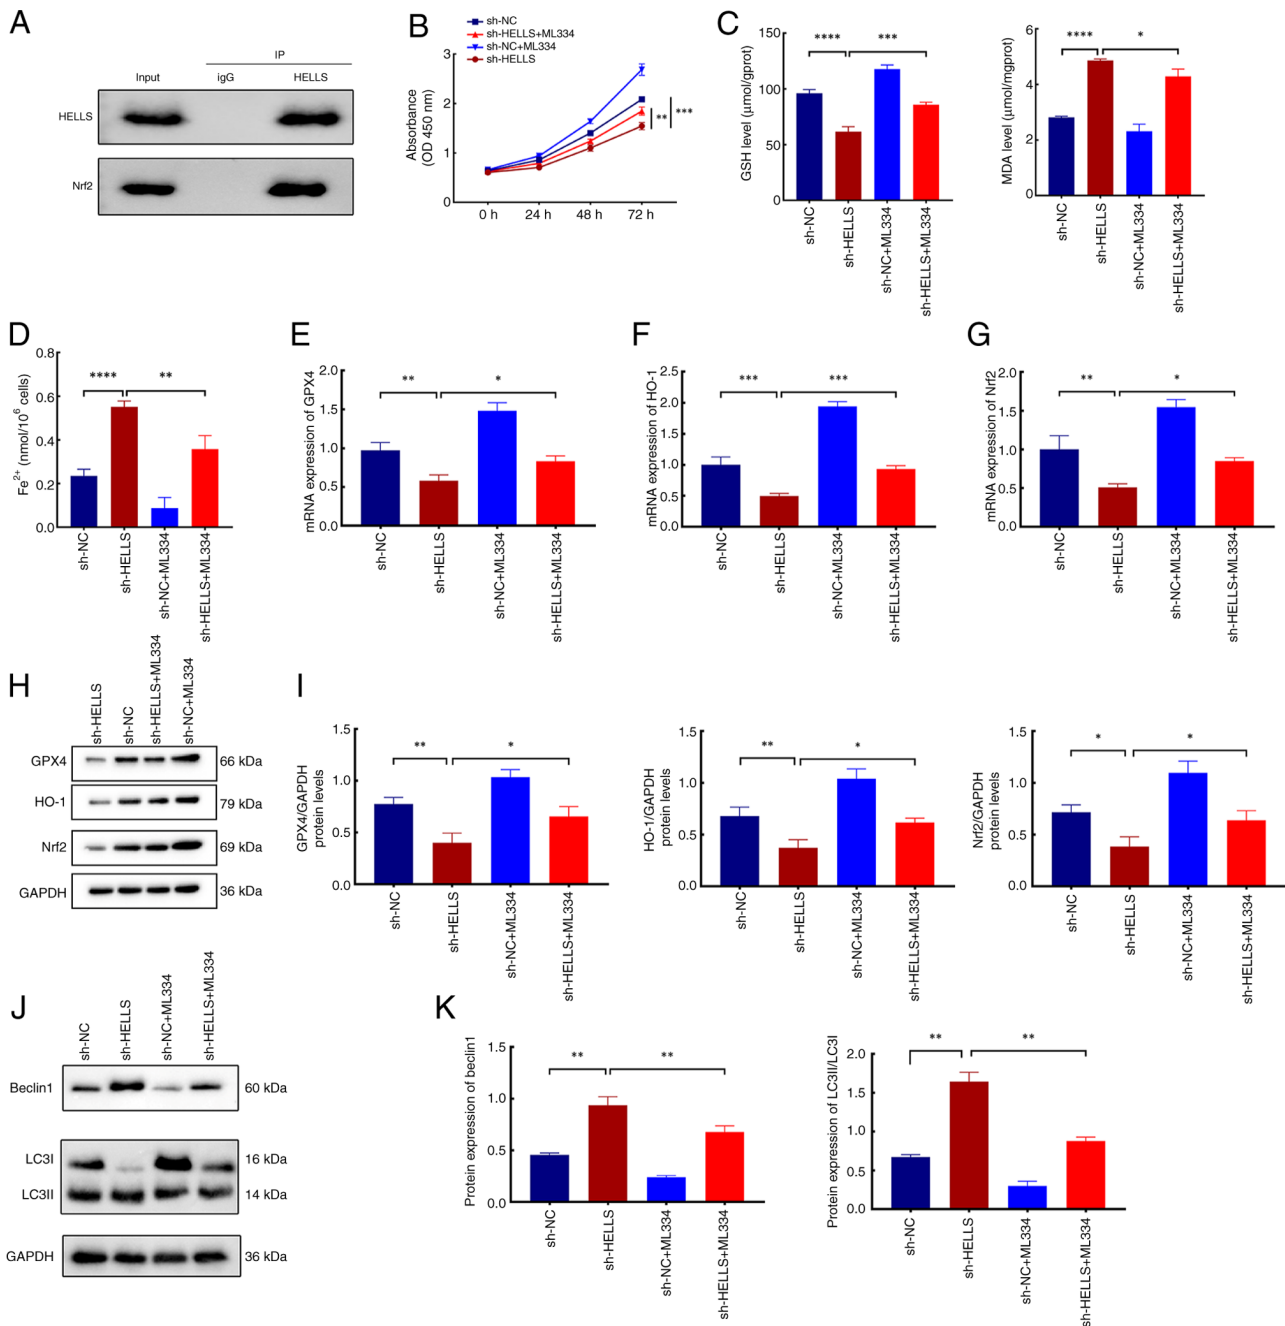 A
IP
Input
igG
HELLS
HELLS
Nrf2
B
sh-NC
sh-HELLS+ML334
sh-NC+ML334
sh-HELLS
Absorbance
(OD 450 nm)
3
2
1
0
0 h
24 h
48 h
72 h
**
***
C
GSH level (μmol/gprot)
150
100
50
0
****
***
sh-NC
sh-HELLS
sh-NC+ML334
sh-HELLS+ML334
MDA level (μmol/mgprot)
6
4
2
0
****
*
sh-NC
sh-HELLS
sh-NC+ML334
sh-HELLS+ML334
D
Fe2+ (nmol/106 cells)
0.8
0.6
0.4
0.2
0.0
****
**
sh-NC
sh-HELLS
sh-NC+ML334
sh-HELLS+ML334
E
mRNA expression of GPX4
2.0
1.5
1.0
0.5
0.0
**
*
sh-NC
sh-HELLS
sh-NC+ML334
sh-HELLS+ML334
F
mRNA expression of HO-1
2.5
2.0
1.5
1.0
0.5
0.0
***
***
sh-NC
sh-HELLS
sh-NC+ML334
sh-HELLS+ML334
G
mRNA expression of Nrf2
2.0
1.5
1.0
0.5
0.0
**
*
sh-NC
sh-HELLS
sh-NC+ML334
sh-HELLS+ML334
H
sh-HELLS
sh-NC
sh-HELLS+ML334
sh-NC+ML334
GPX4
66 kDa
HO-1
79 kDa
Nrf2
69 kDa
GAPDH
36 kDa
I
GPX4/GAPDH
protein levels
1.5
1.0
0.5
0.0
**
*
sh-NC
sh-HELLS
sh-NC+ML334
sh-HELLS+ML334
HO-1/GAPDH
protein levels
1.5
1.0
0.5
0.0
**
*
sh-NC
sh-HELLS
sh-NC+ML334
sh-HELLS+ML334
Nrf2/GAPDH
protein levels
1.5
1.0
0.5
0.0
*
*
sh-NC
sh-HELLS
sh-NC+ML334
sh-HELLS+ML334
J
sh-NC
sh-HELLS
sh-NC+ML334
sh-HELLS+ML334
Beclin1
60 kDa
LC3I
16 kDa
LC3II
14 kDa
GAPDH
36 kDa
K
Protein expression of beclin1
1.5
1.0
0.5
0.0
**
**
sh-NC
sh-HELLS
sh-NC+ML334
sh-HELLS+ML334
Protein expression of LC3II/LC3I
2.0
1.5
1.0
0.5
0.0
**
**
sh-NC
sh-HELLS
sh-NC+ML334
sh-HELLS+ML334